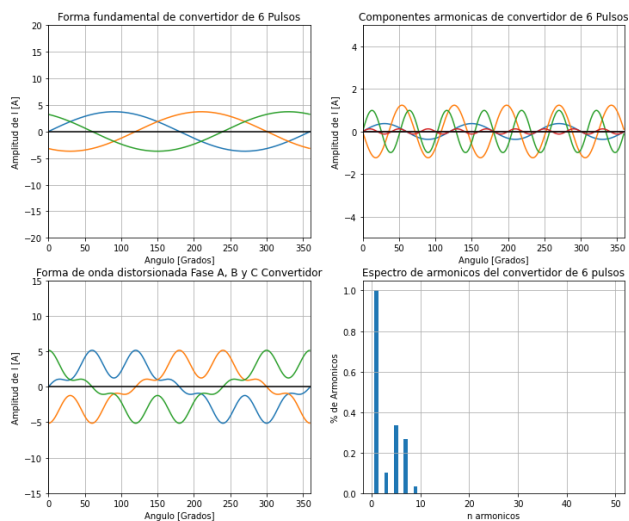 Forma fundamental de convertidor de 6 Pulsos
20
15
10
5
0
−5
−10
−15
−20
Amplitud de I [A]
0 50 100 150 200 250 300 350
Angulo [Grados]
Componentes armonicas de convertidor de 6 Pulsos
4
2
0
−2
−4
Amplitud de I [A]
0 50 100 150 200 250 300 350
Angulo [Grados]
Forma de onda distorsionada Fase A, B y C Convertidor
15
10
5
0
−5
−10
−15
Amplitud de I [A]
0 50 100 150 200 250 300 350
Angulo [Grados]
Espectro de armonicos del convertidor de 6 pulsos
1.0
0.8
0.6
0.4
0.2
0.0
% de Armonicos
0 10 20 30 40 50
n armonicos